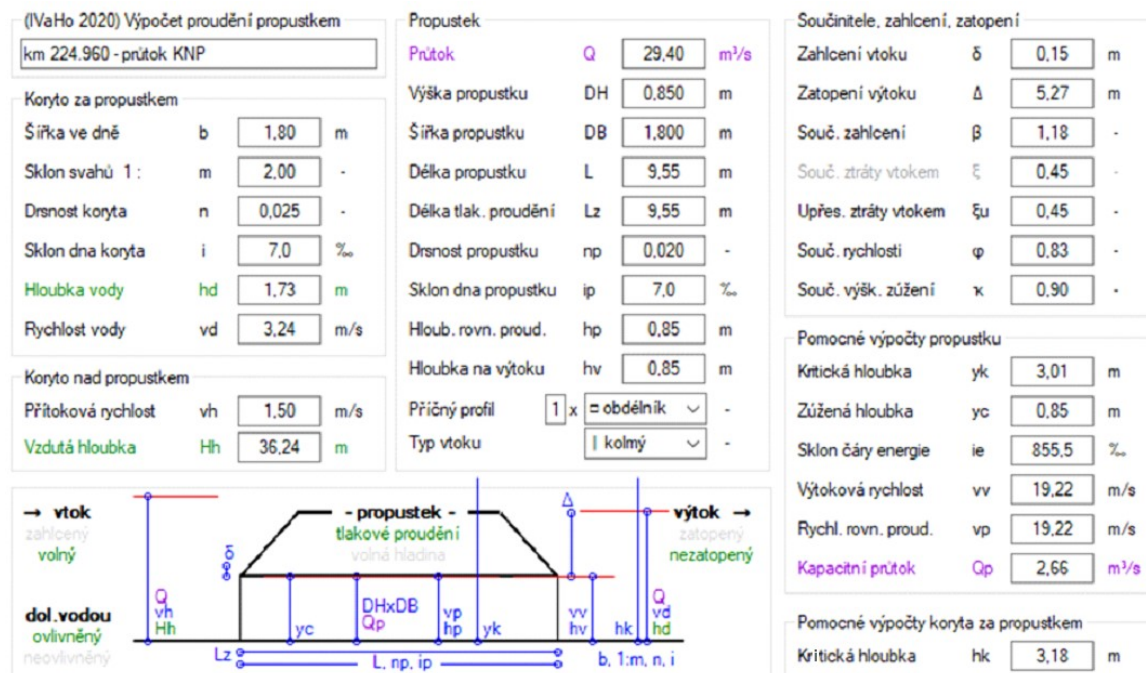 (IVaHo 2020) Výpočet proudění propustkem
km 224.960 - průtok KNP
Koryto za propustkem
Šířka ve dně b 1,80 m
Sklon svahů 1 : m 2,00 -
Drsnost koryta n 0,025 -
Sklon dna koryta i 7,0 ‰
Hloubka vody hd 1,73 m
Rychlost vody vd 3,24 m/s
Koryto nad propustkem
Přítoková rychlost vh 1,50 m/s
Vzdutá hloubka Hh 36,24 m
Propustek
Průtok Q 29,40 m³/s
Výška propustku DH 0,850 m
Šířka propustku DB 1,800 m
Délka propustku L 9,55 m
Délka tlak. proudění Lz 9,55 m
Drsnost propustku np 0,020 -
Sklon dna propustku ip 7,0 ‰
Hloub. rovn. proud. hp 0,85 m
Hloubka na výtoku hv 0,85 m
Příčný profil 1 x obdélník -
Typ vtoku kolmý -
Součinitele, zahlcení, zatopení
Zahlcení vtoku δ 0,15 m
Zatopení výtoku Δ 5,27 m
Souč. zahlcení β 1,18 -
Souč. ztráty vtokem ξ 0,45 -
Upřes. ztráty vtokem ξu 0,45 -
Souč. rychlosti φ 0,83 -
Souč. výšk. zúžení ϰ 0,90 -
Pomocné výpočty propustku
Kritická hloubka yk 3,01 m
Zúžená hloubka yc 0,85 m
Sklon čáry energie ie 855,5 ‰
Výtoková rychlost vv 19,22 m/s
Rychl. rovn. proud. vp 19,22 m/s
Kapacitní průtok Qp 2,66 m³/s
Pomocné výpočty koryta za propustkem
Kritická hloubka hk 3,18 m
→ vtok - propustek - Δ výtok →
zahlcený tlakové proudění zatopený
volný volná hladina nezatopený
δ
Q DHxDB Q
dol.vodou vh Qp vp vv vd
ovlivněný Hh yc hp yk hv hk hd
neovlivněný
Lz L, np, ip b, 1:m, n, i